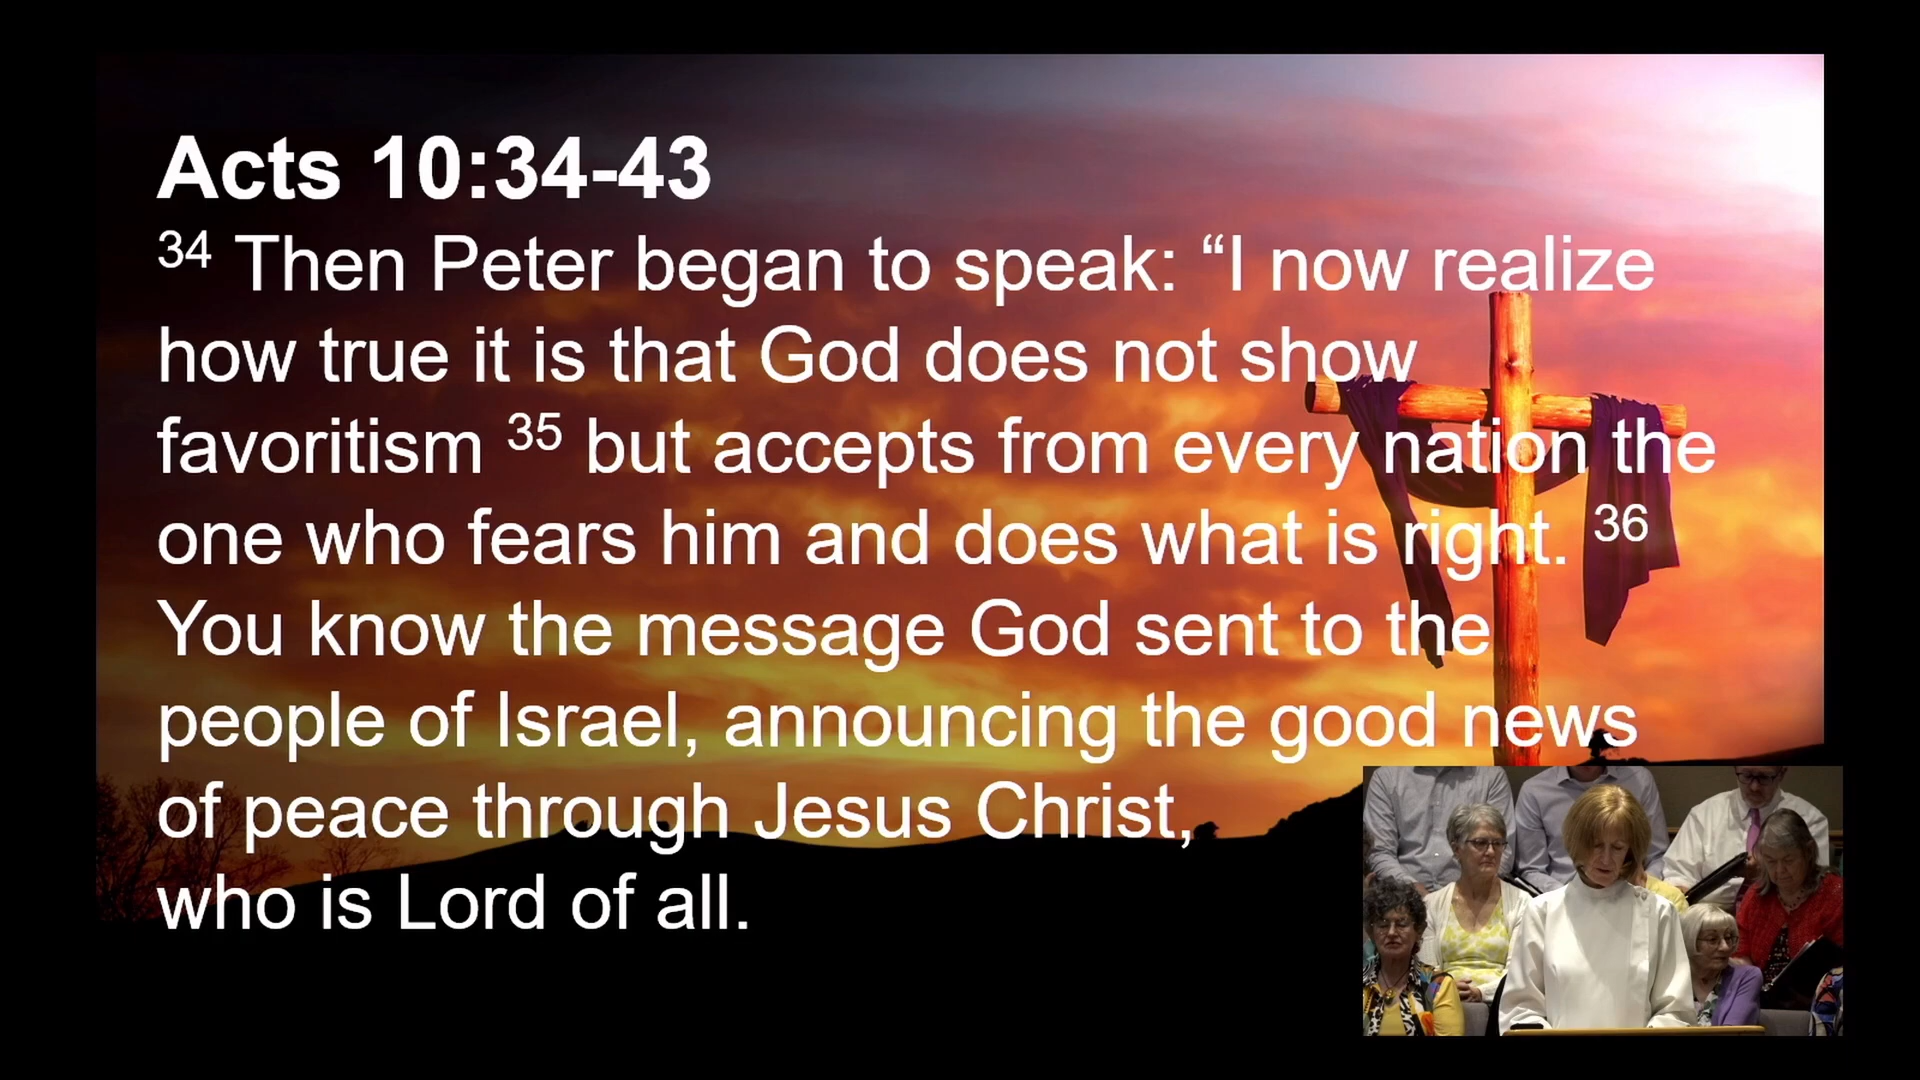 Acts 10:34-43
34 Then Peter began to speak: “I now realize
how true it is that God does not show
favoritism 35 but accepts from every nation the
one who fears him and does what is right. 36
You know the message God sent to the
people of Israel, announcing the good news
of peace through Jesus Christ,
who is Lord of all.